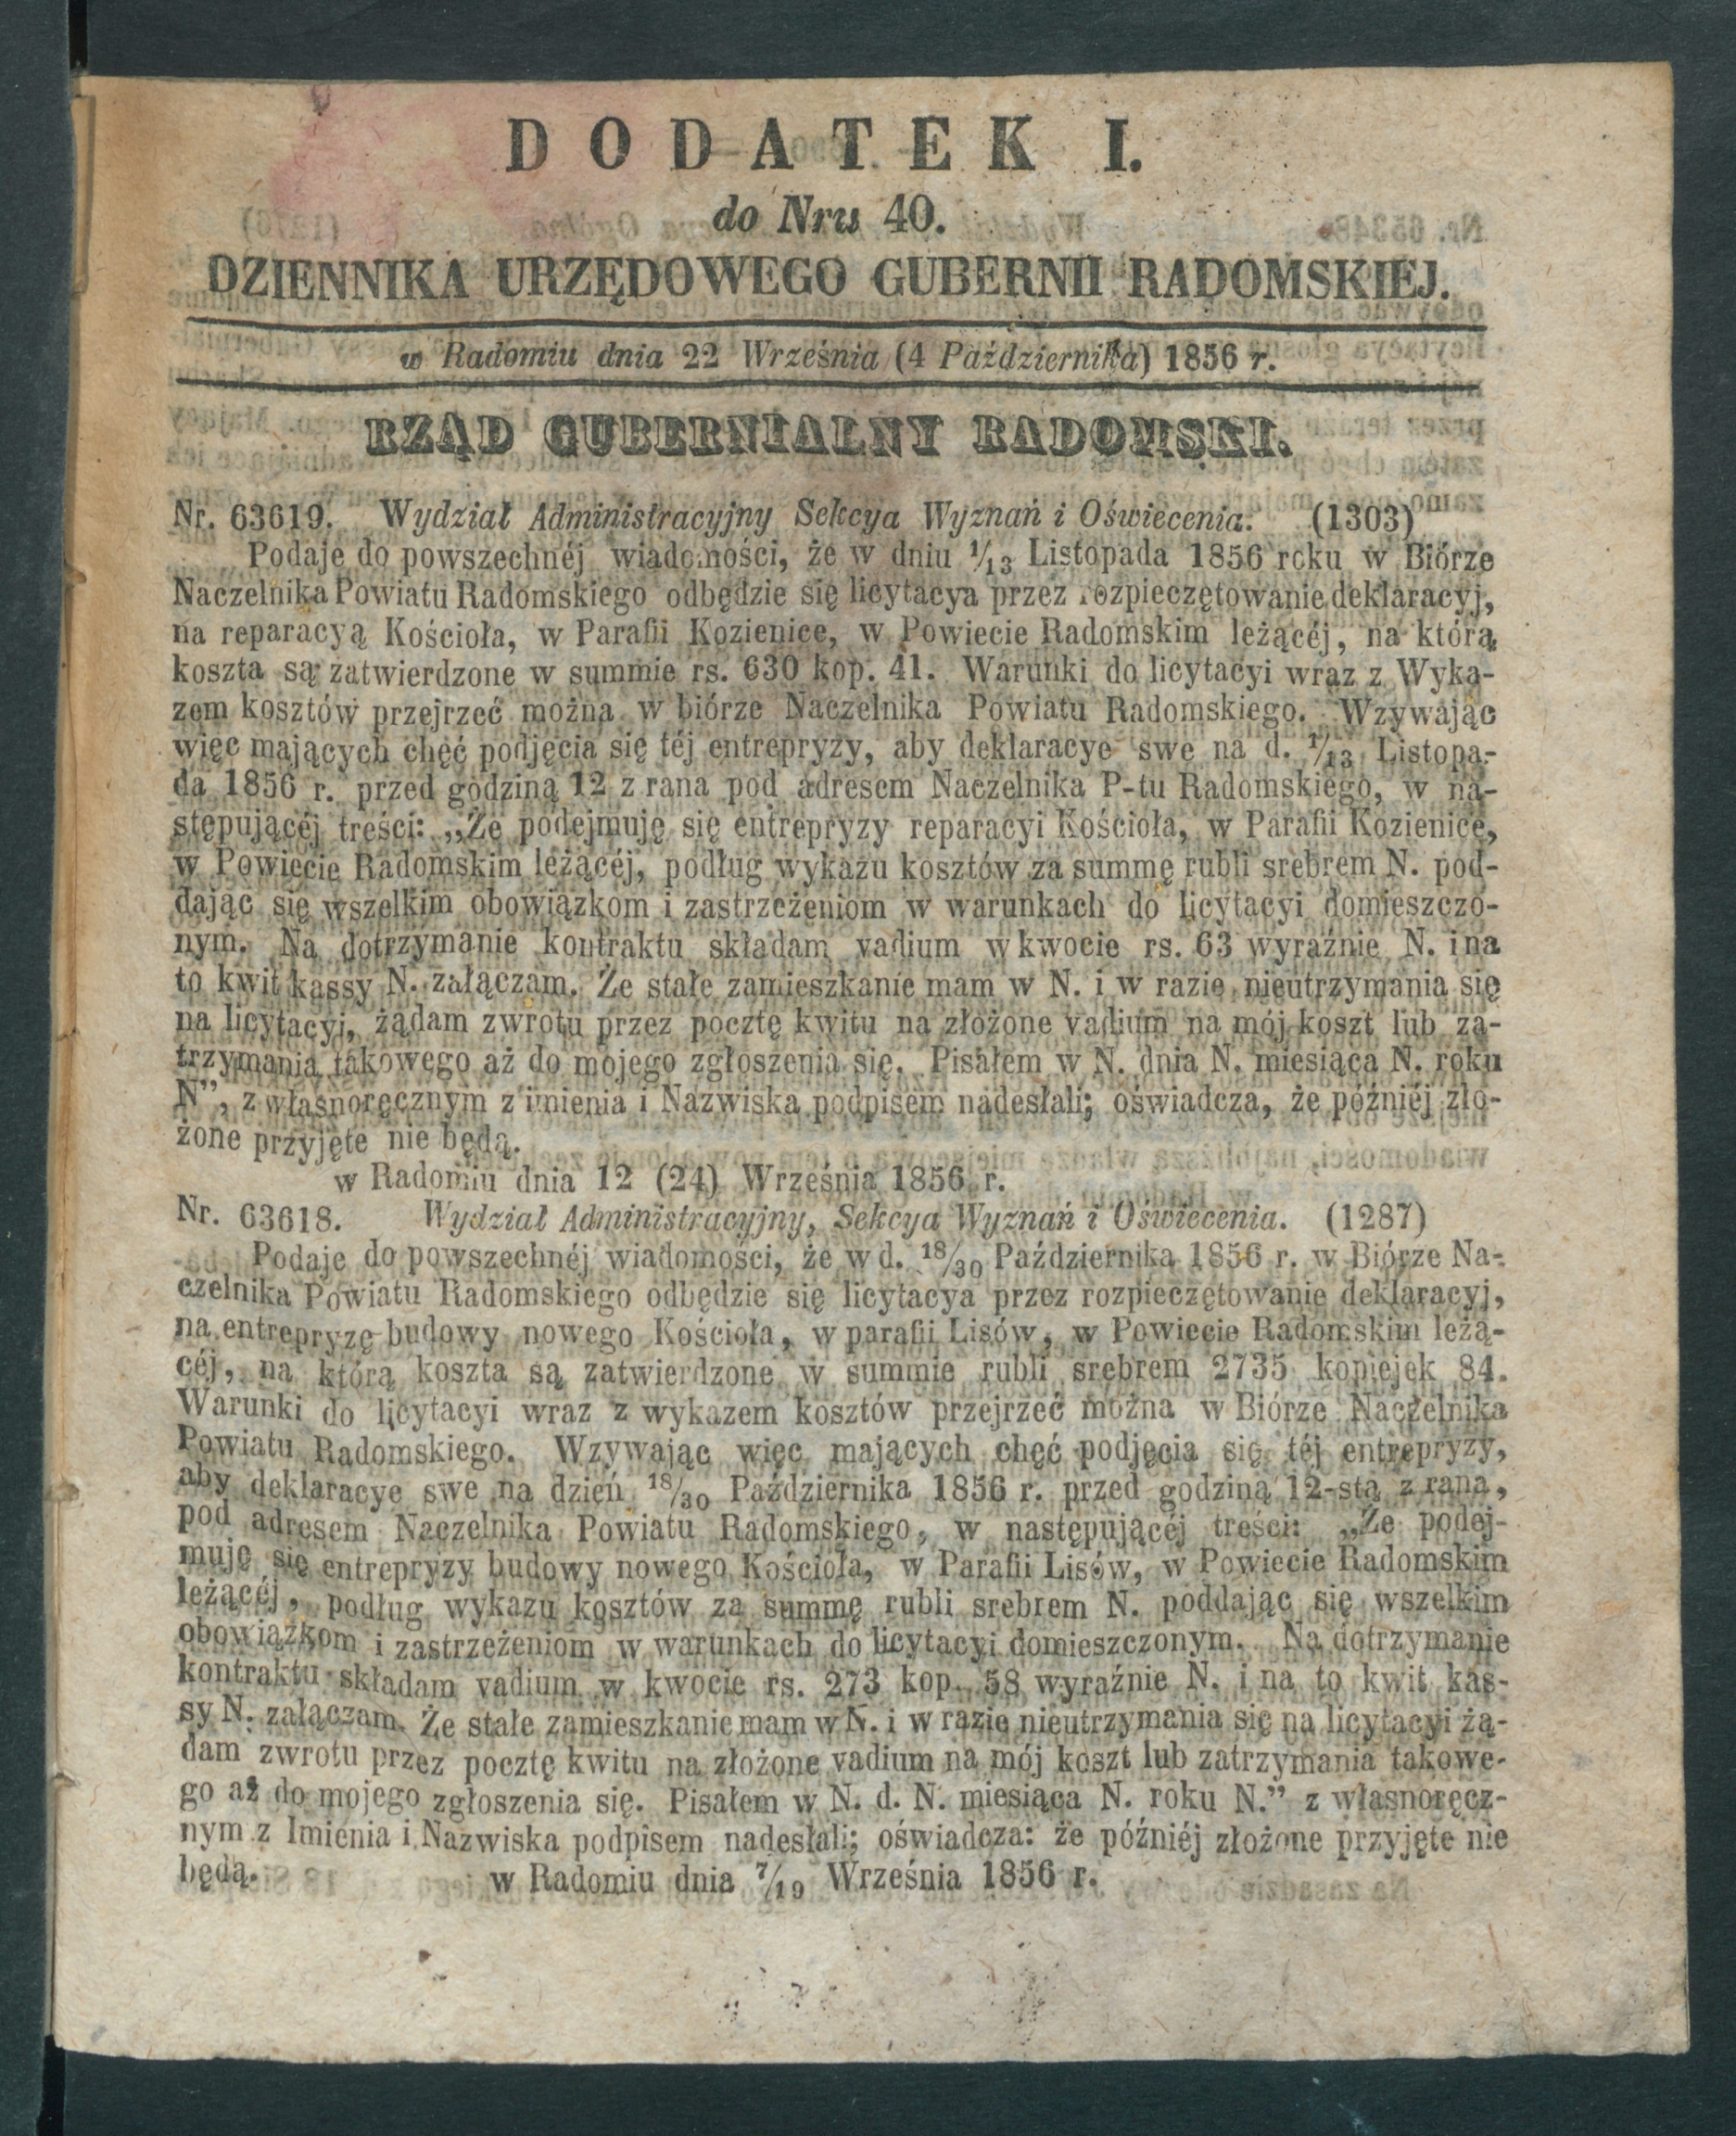 DODATEK I.
do Nru 40.
DZIENNIKA URZĘDOWEGO GUBERNII RADOMSKIEJ.
w Radomiu dnia 22 Września (4 Października) 1856 r.
RZĄD GUBERNIALNY RADOMSKI.
Nr. 63619. Wydział Administracyjny Sekcya Wyznań i Oświecenia. (1303)
Podaje do powszechnéj wiadomości, że w dniu 1/13 Listopada 1856 roku w Biórze
Naczelnika Powiatu Radomskiego odbędzie się licytacya przez rozpieczętowanie deklaracyj,
na reparacyą Kościoła, w Parafii Kozienice, w Powiecie Radomskim leżącéj, na którą
koszta są zatwierdzone w summie rs. 630 kop. 41. Warunki do licytacyi wraz z Wyka-
zem kosztów przejrzeć można w biórze Naczelnika Powiatu Radomskiego. Wzywając
więc mających chęć podjęcia się téj entrepryzy, aby deklaracye swe na d. 1/13 Listopa-
da 1856 r. przed godziną 12 z rana pod adresem Naczelnika P-tu Radomskiego, w na-
stępującéj treści: „Że podejmuję się entrepryzy reparacyi Kościoła, w Parafii Kozienice,
w Powiecie Radomskim leżącéj, podług wykazu kosztów za summę rubli srebrem N. pod-
dając się wszelkim obowiązkom i zastrzeżeniom w warunkach do licytacyi domieszczo-
nym. Na dotrzymanie kontraktu składam vadium w kwocie rs. 63 wyraźnie N. i na
to kwit kassy N. załączam. Że stałe zamieszkanie mam w N. i w razie nieutrzymania się
na licytacyi, żądam zwrotu przez pocztę kwitu na złożone vadium na mój koszt lub za-
trzymania takowego aż do mojego zgłoszenia się. Pisałem w N. dnia N. miesiąca N. roku
N”, z własnoręcznym z imienia i Nazwiska podpisem nadesłali; oświadcza, że późniéj zło-
żone przyjęte nie będą.
w Radomiu dnia 12 (24) Września 1856 r.
Nr. 63618. Wydział Administracyjny, Sekcya Wyznań i Oświecenia. (1287)
Podaje do powszechnéj wiadomości, że w d. 18/30 Października 1856 r. w Biórze Na-
czelnika Powiatu Radomskiego odbędzie się licytacya przez rozpieczętowanie deklaracyj,
na entrepryzę budowy nowego Kościoła, w parafii Lisów, w Powiecie Radomskim leżą-
céj, na którą koszta są zatwierdzone w summie rubli srebrem 2735 kopiejek 84.
Warunki do licytacyi wraz z wykazem kosztów przejrzeć można w Biórze Naczelnika
Powiatu Radomskiego. Wzywając więc mających chęć podjęcia się téj entrepryzy,
aby deklaracye swe na dzień 18/30 Października 1856 r. przed godziną 12-stą z rana,
pod adresem Naczelnika Powiatu Radomskiego, w następującéj treści: „Że podej-
muję się entrepryzy budowy nowego Kościoła, w Parafii Lisów, w Powiecie Radomskim
leżącéj, podług wykazu kosztów za summę rubli srebrem N. poddając się wszelkim
obowiązkom i zastrzeżeniom w warunkach do licytacyi domieszczonym. Na dotrzymanie
kontraktu składam vadium w kwocie rs. 273 kop. 58 wyraźnie N. i na to kwit kas-
sy N. załączam. Że stałe zamieszkanie mam w N. i w razie nieutrzymania się na licytacyi żą-
dam zwrotu przez pocztę kwitu na złożone vadium na mój koszt lub zatrzymania takowe-
go aż do mojego zgłoszenia się. Pisałem w N. d. N. miesiąca N. roku N.” z własnoręcz-
nym z Imienia i Nazwiska podpisem nadesłali; oświadcza: że późniéj złożone przyjęte nie
będą. w Radomiu dnia 7/19 Września 1856 r.